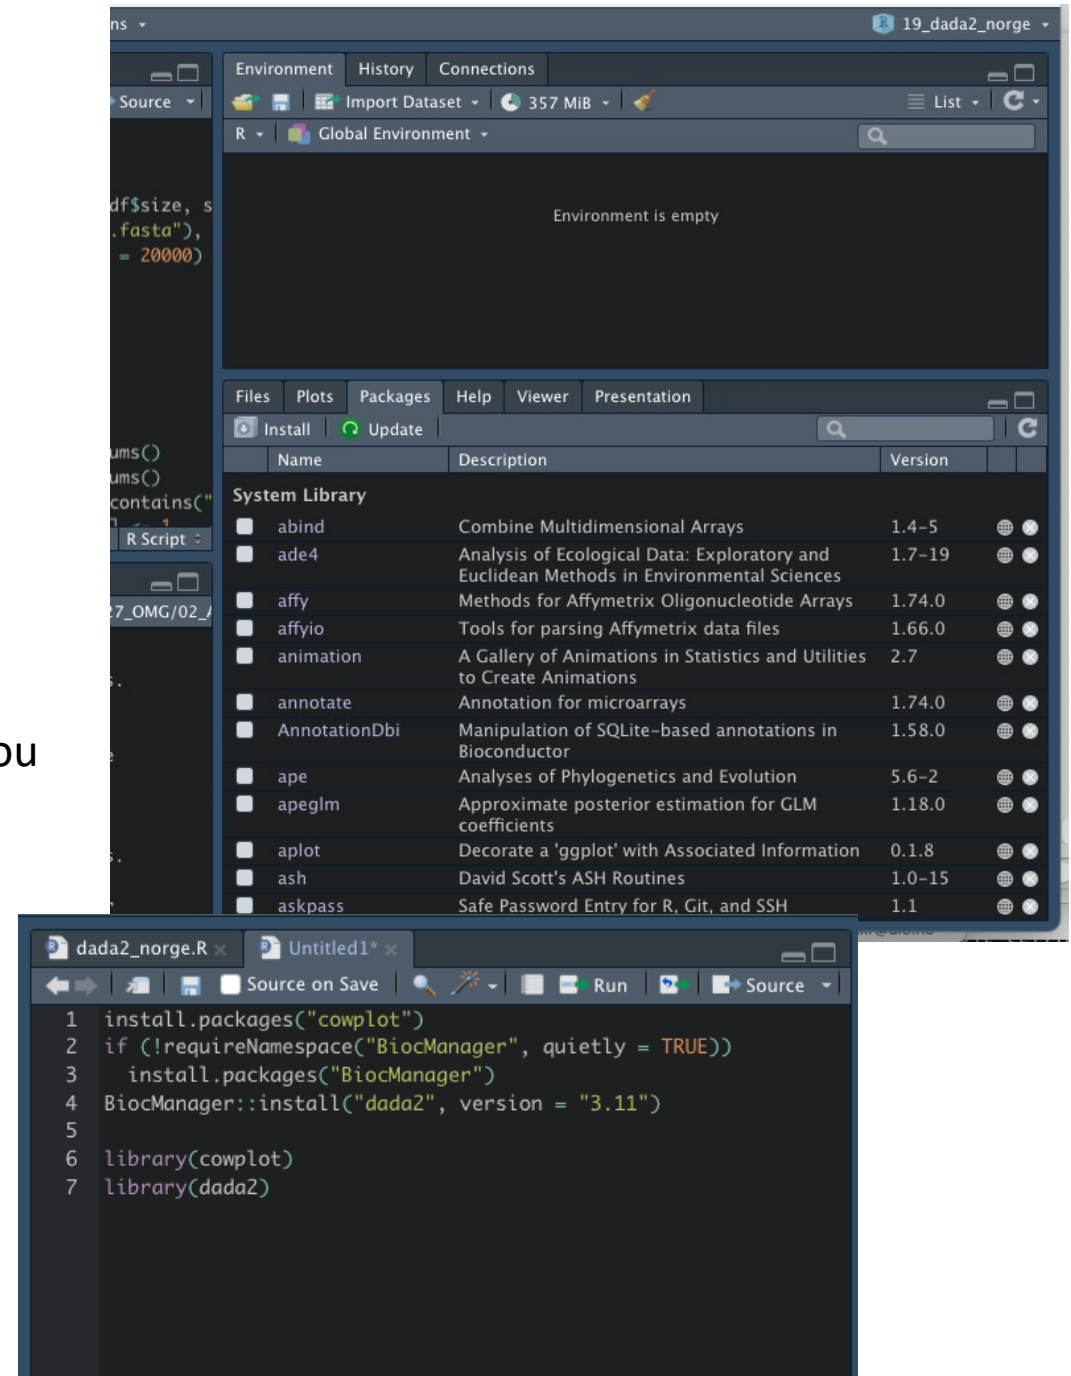 ns
19_dada2_norge
Source
df$size, s
.fasta"),
= 20000)
ums()
ums()
contains("
R Script
27_OMG/02_A
s.
s.
ou
Environment History Connections
Import Dataset 357 MiB List
R Global Environment
Environment is empty
Files Plots Packages Help Viewer Presentation
Install Update
Name Description Version
System Library
abind Combine Multidimensional Arrays 1.4-5
ade4 Analysis of Ecological Data: Exploratory and 1.7-19
Euclidean Methods in Environmental Sciences
affy Methods for Affymetrix Oligonucleotide Arrays 1.74.0
affyio Tools for parsing Affymetrix data files 1.66.0
animation A Gallery of Animations in Statistics and Utilities 2.7
to Create Animations
annotate Annotation for microarrays 1.74.0
AnnotationDbi Manipulation of SQLite-based annotations in 1.58.0
Bioconductor
ape Analyses of Phylogenetics and Evolution 5.6-2
apeglm Approximate posterior estimation for GLM 1.18.0
coefficients
aplot Decorate a 'ggplot' with Associated Information 0.1.8
ash David Scott's ASH Routines 1.0-15
askpass Safe Password Entry for R, Git, and SSH 1.1
dada2_norge.R Untitled1*
Source on Save Run Source
1 install.packages("cowplot")
2 if (!requireNamespace("BiocManager", quietly = TRUE))
3 install.packages("BiocManager")
4 BiocManager::install("dada2", version = "3.11")
5
6 library(cowplot)
7 library(dada2)